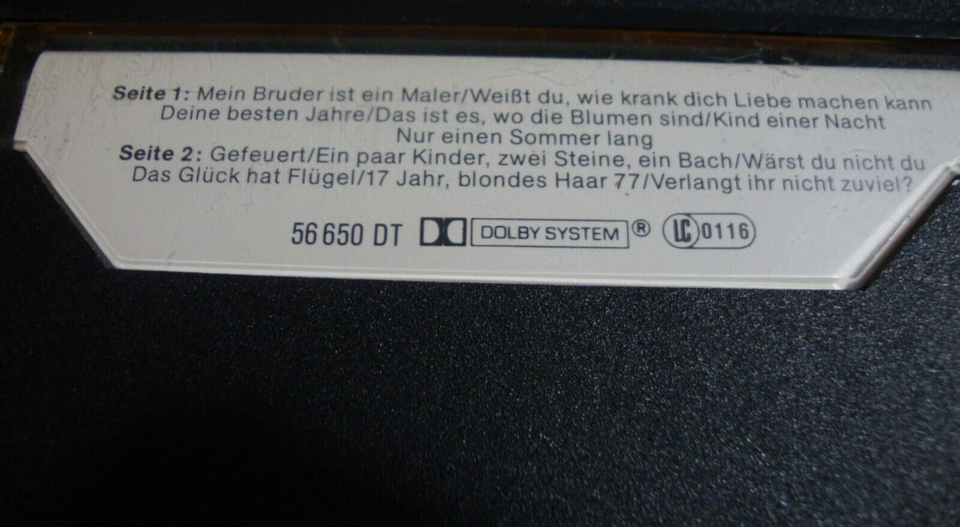 Seite 1: Mein Bruder ist ein Maler/Weißt du, wie krank dich Liebe machen kann
Deine besten Jahre/Das ist es, wo die Blumen sind/Kind einer Nacht
Nur einen Sommer lang
Seite 2: Gefeuert/Ein paar Kinder, zwei Steine, ein Bach/Wärst du nicht du
Das Glück hat Flügel/17 Jahr, blondes Haar 77/Verlangt ihr nicht zuviel?
56 650 DT DOLBY SYSTEM ® LC 0116